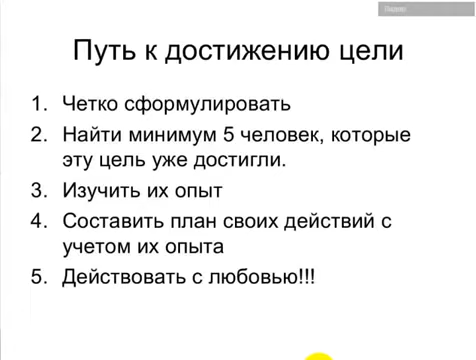 Путь к достижению цели
1. Четко сформулировать
2. Найти минимум 5 человек, которые
эту цель уже достигли.
3. Изучить их опыт
4. Составить план своих действий с
учетом их опыта
5. Действовать с любовью!!!